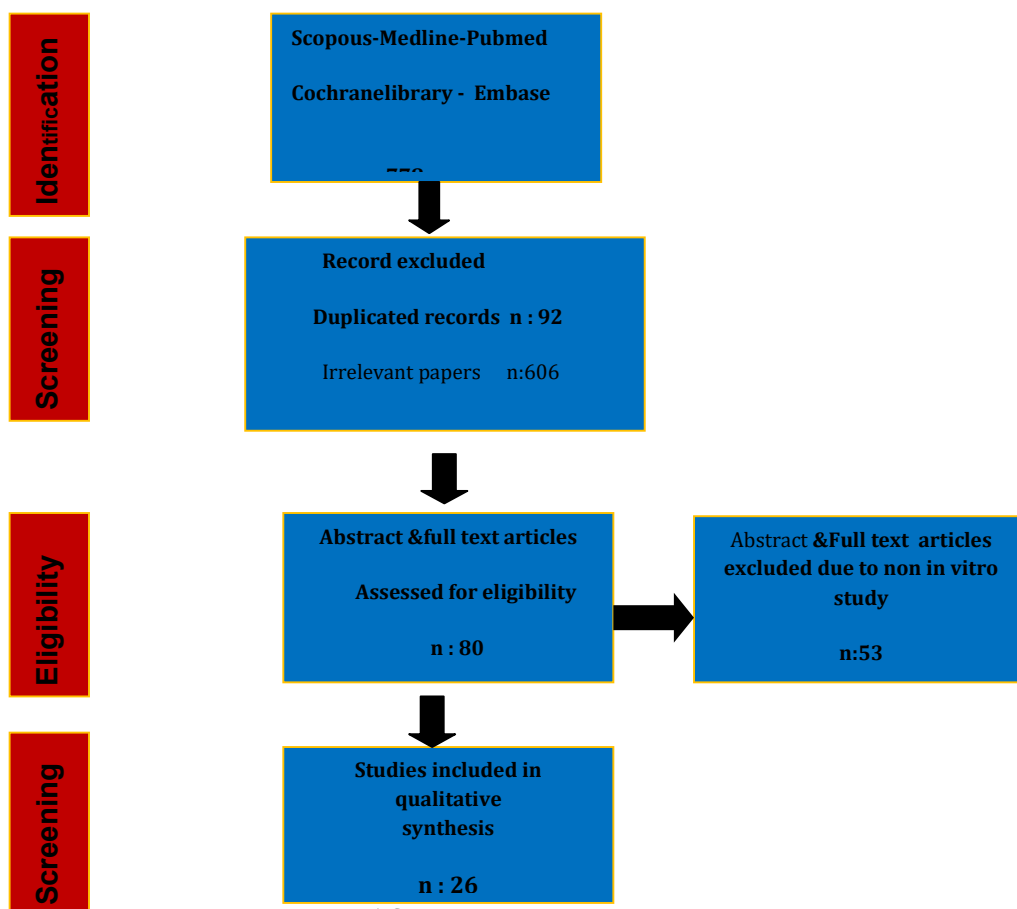 Identification
Scopous-Medline-Pubmed
Cochranelibrary - Embase
Screening
Record excluded
Duplicated records n : 92
Irrelevant papers n:606
Eligibility
Abstract &full text articles
Assessed for eligibility
n : 80
Abstract &Full text articles
excluded due to non in vitro
study
n:53
Screening
Studies included in
qualitative
synthesis
n : 26